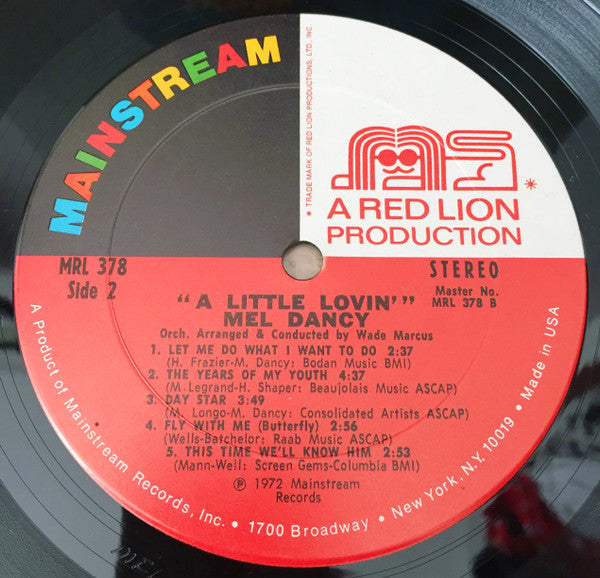 MAINSTREAM
* TRADE MARK OF RED LION PRODUCTIONS, LTD., INC.
*
A RED LION
PRODUCTION
MRL 378
Side 2
STEREO
Master No.
MRL 378 B
"A LITTLE LOVIN'"
MEL DANCY
Orch. Arranged & Conducted by Wade Marcus
1. LET ME DO WHAT I WANT TO DO 2:37
(H. Frazier-M. Dancy: Bodan Music BMI)
2. THE YEARS OF MY YOUTH 4:37
(M. Legrand-H. Shaper: Beaujolais Music ASCAP)
3. DAY STAR 3:49
(M. Longo-M. Dancy: Consolidated Artists ASCAP)
4. FLY WITH ME (Butterfly) 2:56
(Wells-Batchelor: Raab Music ASCAP)
5. THIS TIME WE'LL KNOW HIM 2:53
(Mann-Weil: Screen Gems-Columbia BMI)
℗ 1972 Mainstream
Records
A Product of Mainstream Records, Inc. • 1700 Broadway • New York, N.Y. 10019 • Made in USA